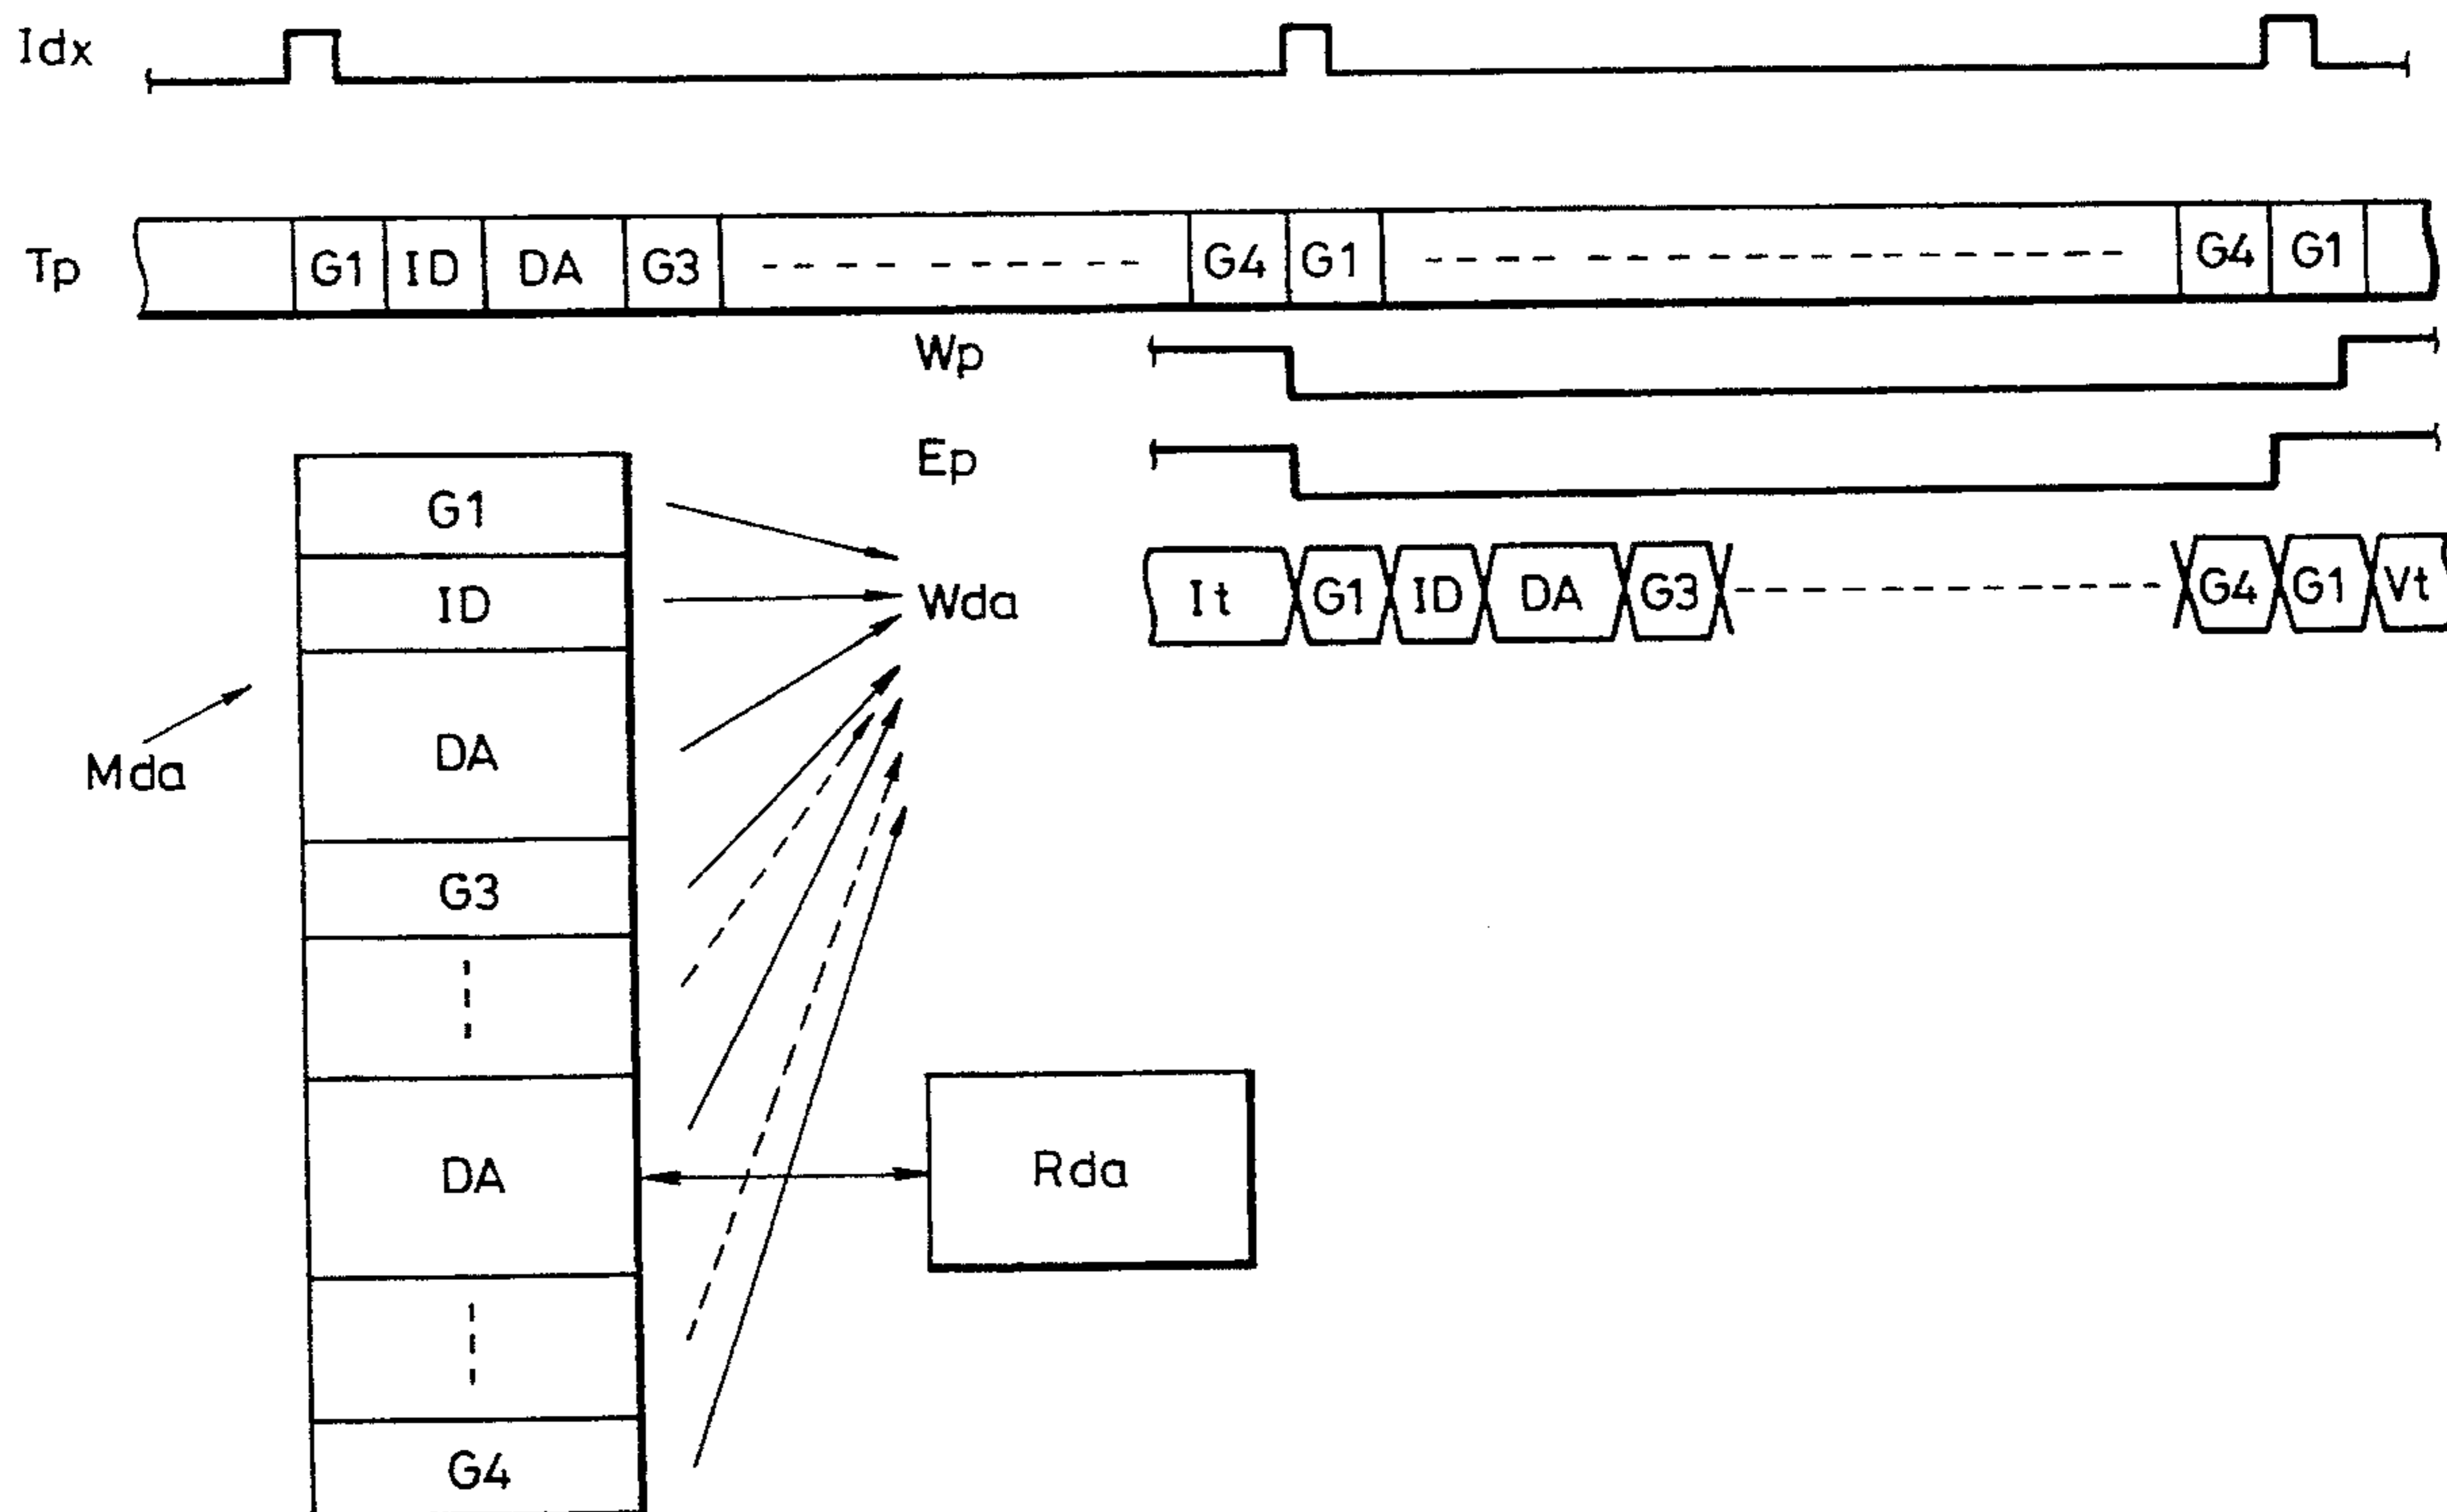 Idx
Tp G1 ID DA G3 G4 G1 G4 G1
Wp
Ep
Wda It G1 ID DA G3 G4 G1 Vt
Mda
G1
ID
DA
G3
DA
G4
Rda